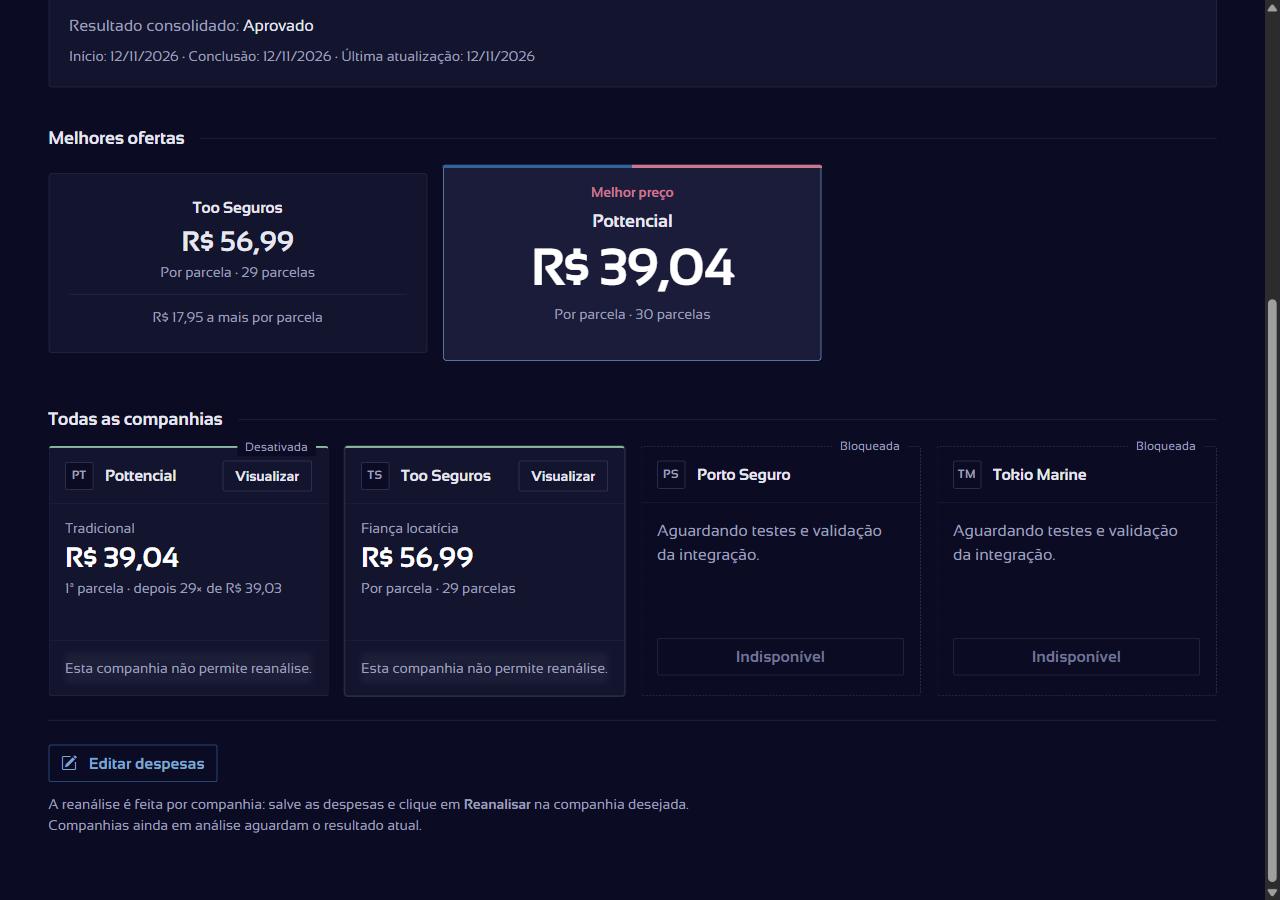 Resultado consolidado: Aprovado
Início: 12/11/2026 · Conclusão: 12/11/2026 · Última atualização: 12/11/2026
Melhores ofertas
Too Seguros
R$ 56,99
Por parcela · 29 parcelas
R$ 17,95 a mais por parcela
Melhor preço
Pottencial
R$ 39,04
Por parcela · 30 parcelas
Todas as companhias
Desativada
PT Pottencial Visualizar
Tradicional
R$ 39,04
1ª parcela · depois 29× de R$ 39,03
Esta companhia não permite reanálise.
TS Too Seguros Visualizar
Fiança locatícia
R$ 56,99
Por parcela · 29 parcelas
Esta companhia não permite reanálise.
Bloqueada
PS Porto Seguro
Aguardando testes e validação
da integração.
Indisponível
Bloqueada
TM Tokio Marine
Aguardando testes e validação
da integração.
Indisponível
Editar despesas
A reanálise é feita por companhia: salve as despesas e clique em Reanalisar na companhia desejada.
Companhias ainda em análise aguardam o resultado atual.